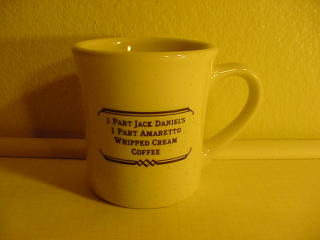 1 Part Jack Daniel's
1 Part Amaretto
Whipped Cream
Coffee